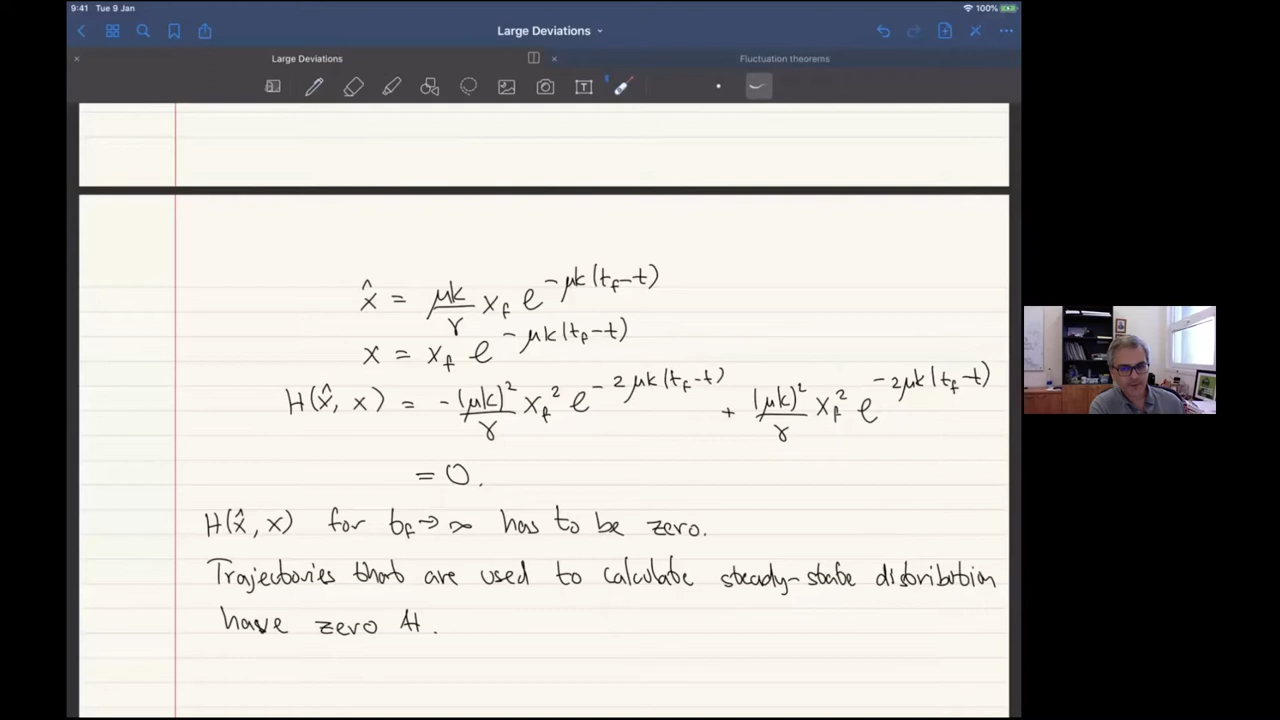 9:41 Tue 9 Jan
100%
Large Deviations
Large Deviations
Fluctuation theorems
T
x̂ = μk/γ x_f e^{-μk(t_f-t)}
x = x_f e^{-μk(t_f-t)}
H(x̂, x) = -(μk)²/γ x_f² e^{-2μk(t_f-t)} + (μk)²/γ x_f² e^{-2μk(t_f-t)}
= 0.
H(x̂, x) for t_f → ∞ has to be zero.
Trajectories that are used to calculate steady-state distribution
have zero H.